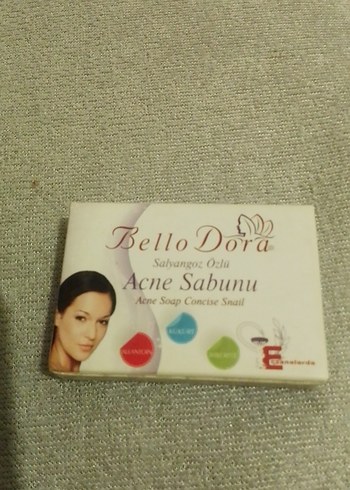 Bello Dora
Salyangoz Özlü
Acne Sabunu
Acne Soap Concise Snail
E